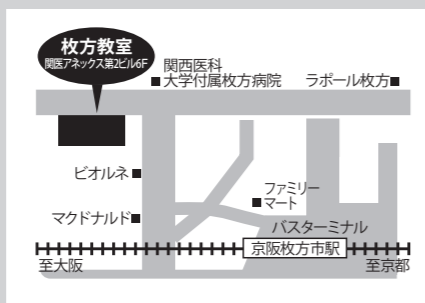 枚方教室
関医アネックス第2ビル6F
関西医科
■大学付属枚方病院
ラポール枚方■
ビオルネ■
ファミリー
■マート
マクドナルド■
バスターミナル
京阪枚方市駅
至大阪
至京都